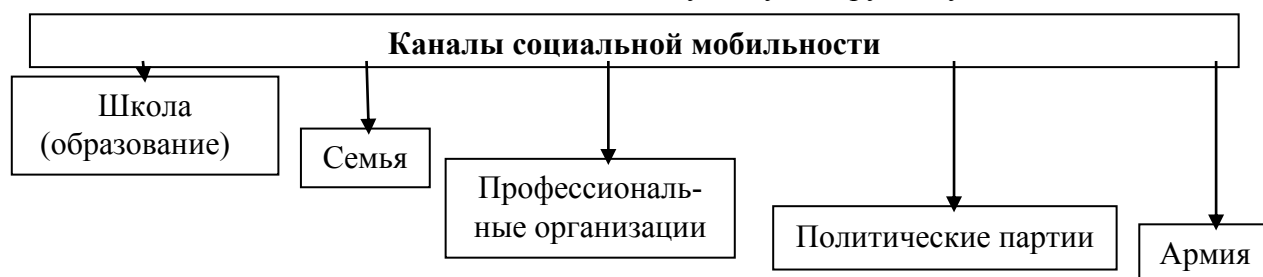 Каналы социальной мобильности
Школа
(образование)
Семья
Профессиональ-
ные организации
Политические партии
Армия